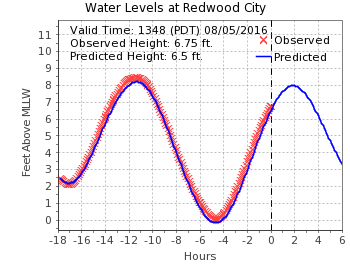 Water Levels at Redwood City
Valid Time: 1348 (PDT) 08/05/2016
Observed Height: 6.75 ft.
Predicted Height: 6.5 ft.
Observed
Predicted
Feet Above MLLW
11
10
9
8
7
6
5
4
3
2
1
0
-18 -16 -14 -12 -10 -8 -6 -4 -2 0 2 4 6
Hours